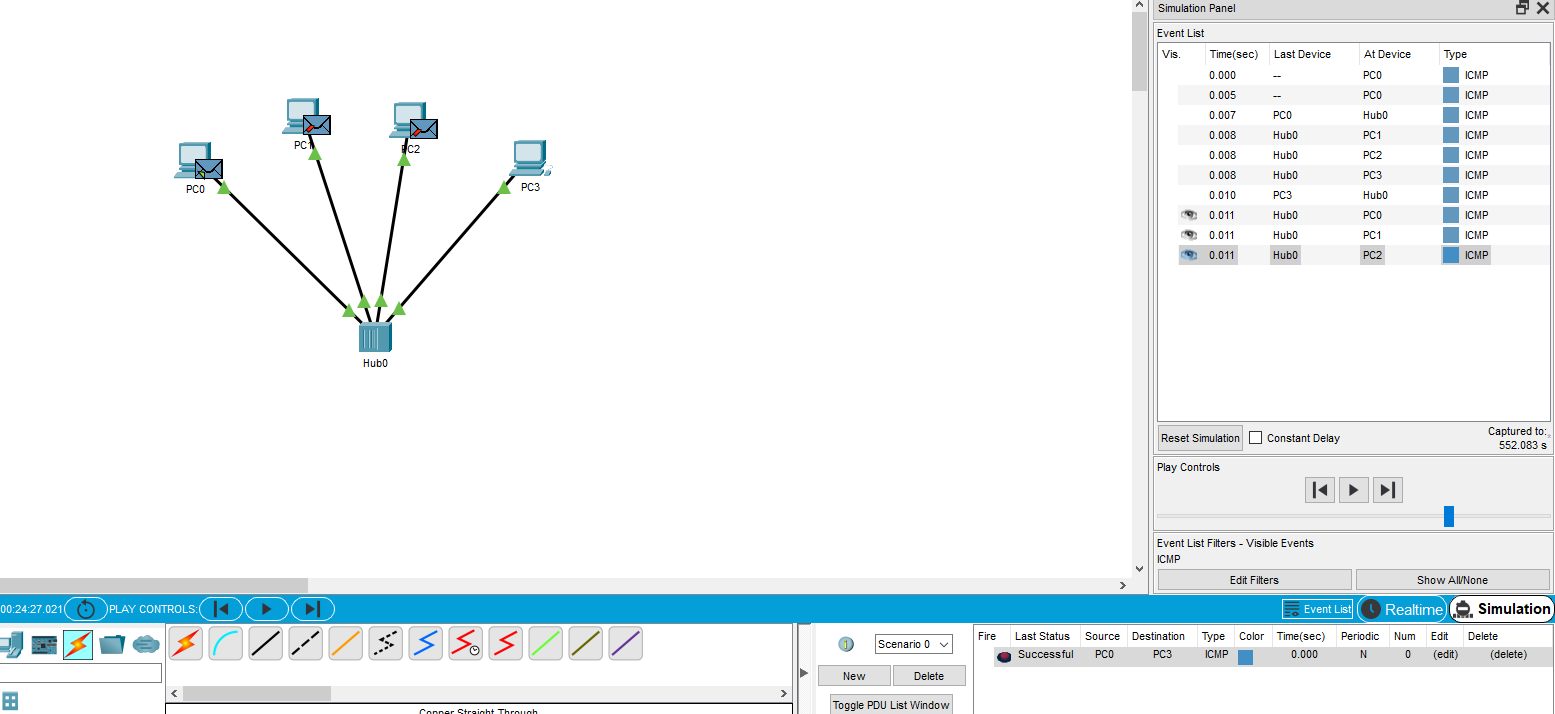 Simulation Panel
Event List
Vis. Time(sec) Last Device At Device Type
0.000 -- PC0 ICMP
0.005 -- PC0 ICMP
0.007 PC0 Hub0 ICMP
0.008 Hub0 PC1 ICMP
0.008 Hub0 PC2 ICMP
0.008 Hub0 PC3 ICMP
0.010 PC3 Hub0 ICMP
0.011 Hub0 PC0 ICMP
0.011 Hub0 PC1 ICMP
0.011 Hub0 PC2 ICMP
PC1
PC2
PC0
PC3
Hub0
Reset Simulation Constant Delay
Captured to:
552.083 s
Play Controls
Event List Filters - Visible Events
ICMP
Edit Filters Show All/None
00:24:27.021 PLAY CONTROLS: Event List Realtime Simulation
Scenario 0
New Delete
Toggle PDU List Window
Fire Last Status Source Destination Type Color Time(sec) Periodic Num Edit Delete
Successful PC0 PC3 ICMP 0.000 N 0 (edit) (delete)
Copper Straight-Through